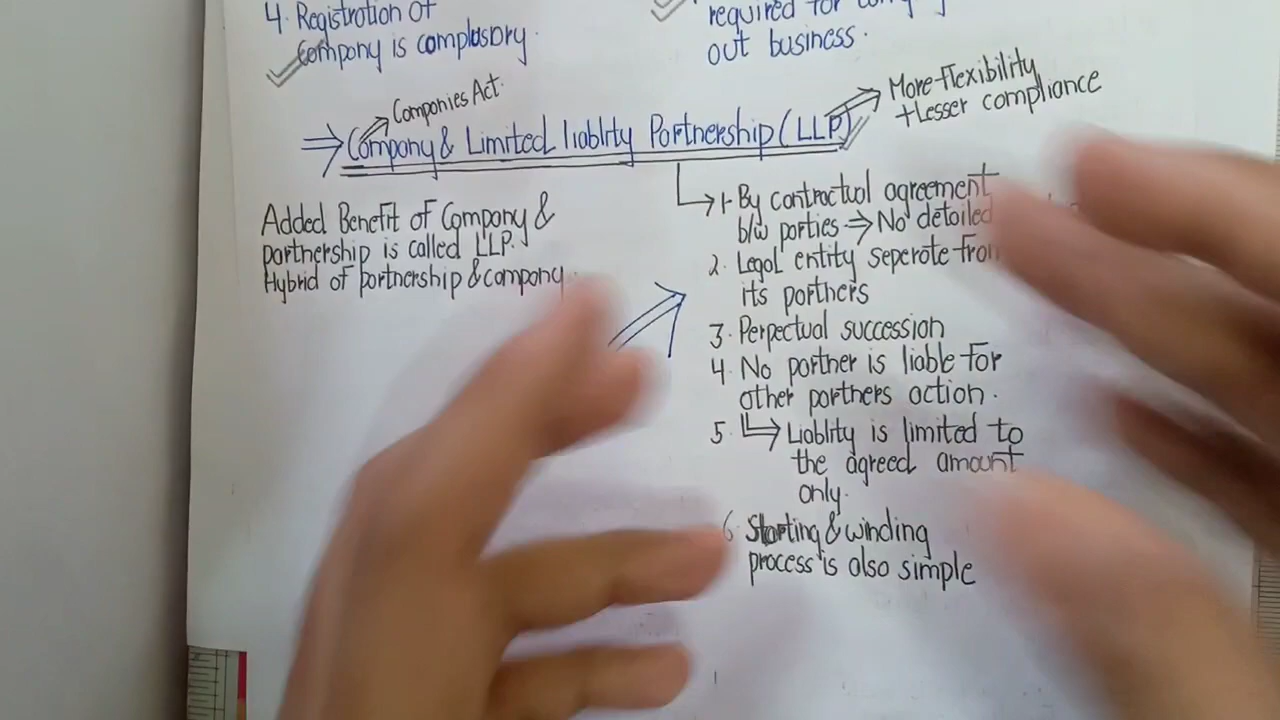 4. Registration of
Company is complusory.
required for
out business.
Companies Act.
More flexibility
+ Lesser compliance
⇒ Company & Limited liablity Partnership (LLP)
Added Benefit of Company &
partnership is called LLP.
Hybrid of partnership & company.
1. By contractual agreement
b/w parties ⇒ No detailed
2. Legal entity seperate from
its partners
3. Perpectual succession
4. No partner is liable for
other partners action.
5. Liablity is limited to
the agreed amount
only.
6. Starting & winding
process is also simple